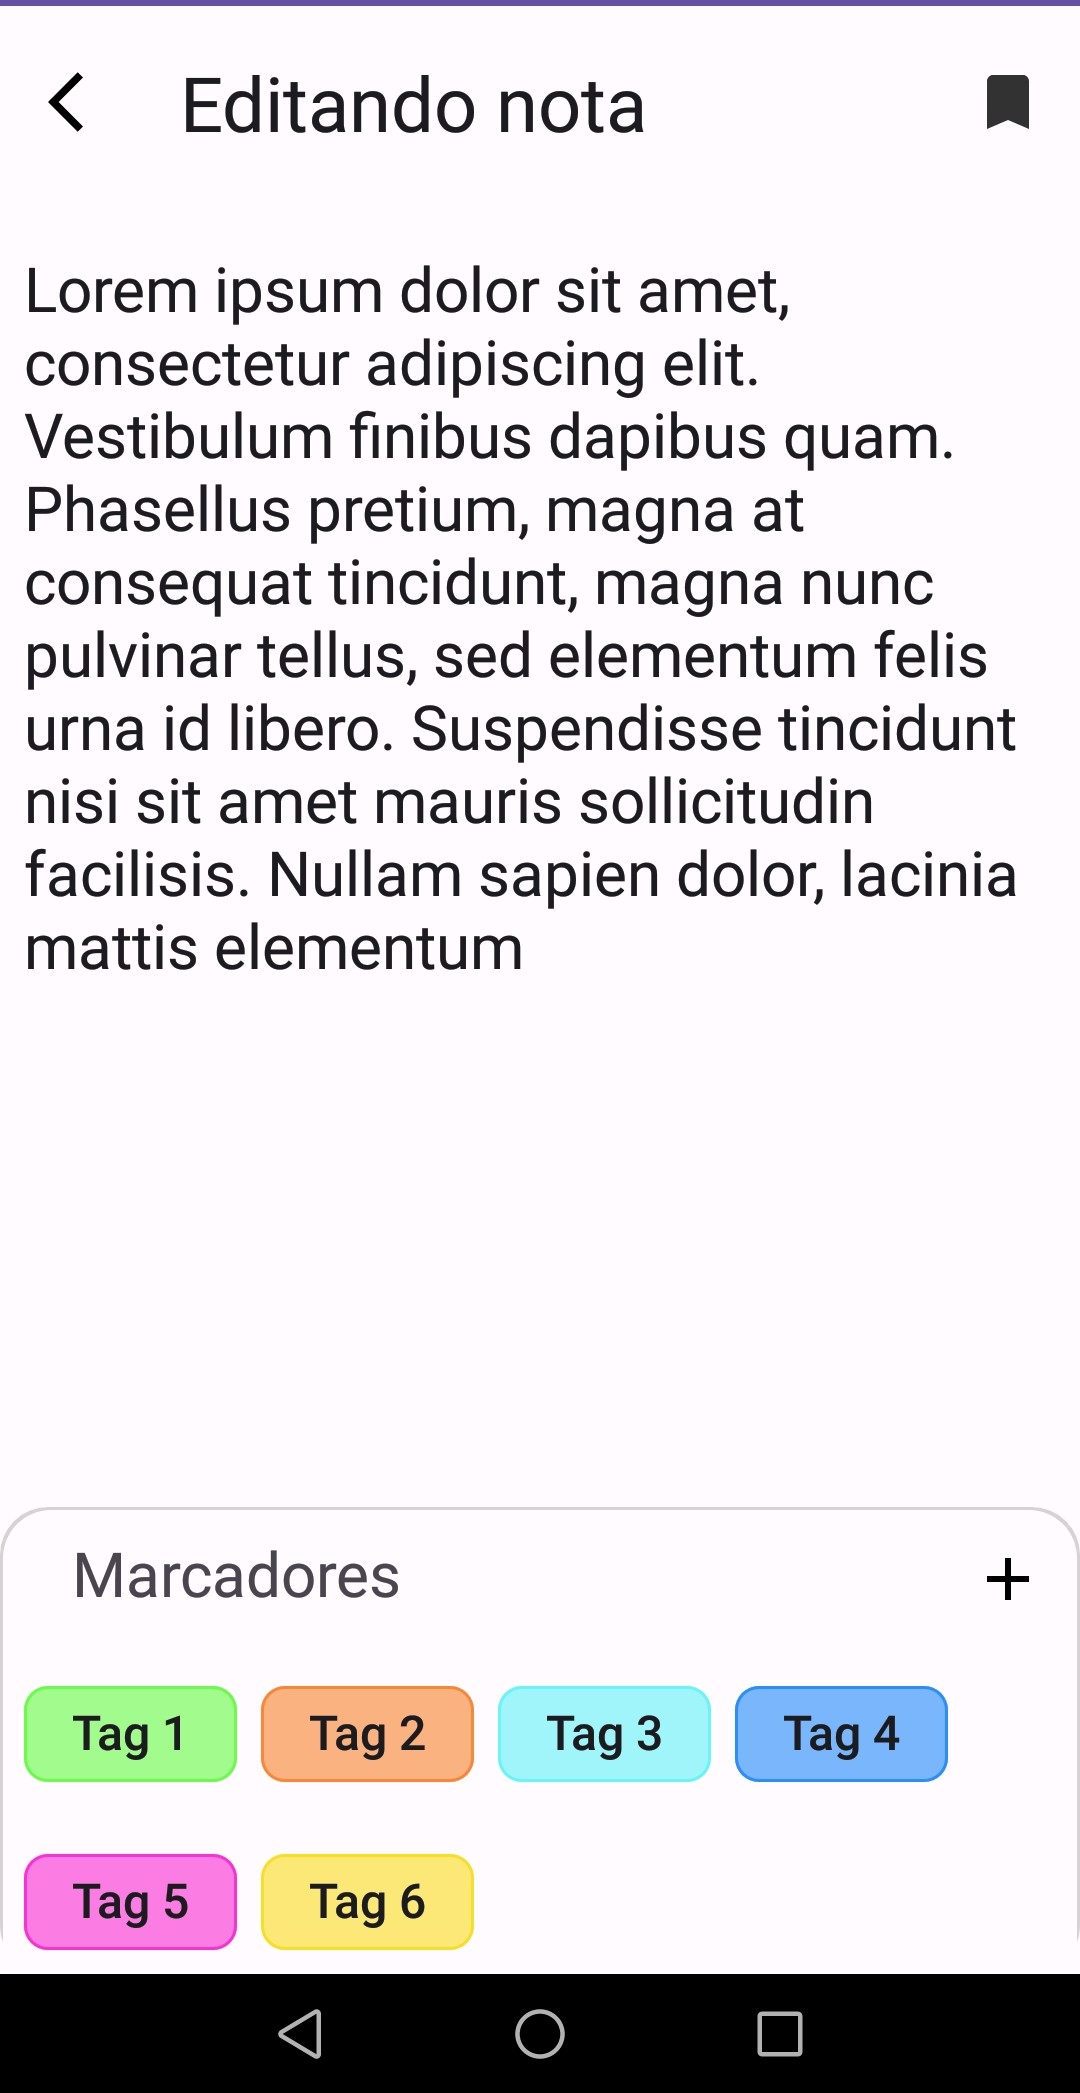 Editando nota
Lorem ipsum dolor sit amet,
consectetur adipiscing elit.
Vestibulum finibus dapibus quam.
Phasellus pretium, magna at
consequat tincidunt, magna nunc
pulvinar tellus, sed elementum felis
urna id libero. Suspendisse tincidunt
nisi sit amet mauris sollicitudin
facilisis. Nullam sapien dolor, lacinia
mattis elementum
Marcadores
Tag 1 Tag 2 Tag 3 Tag 4
Tag 5 Tag 6